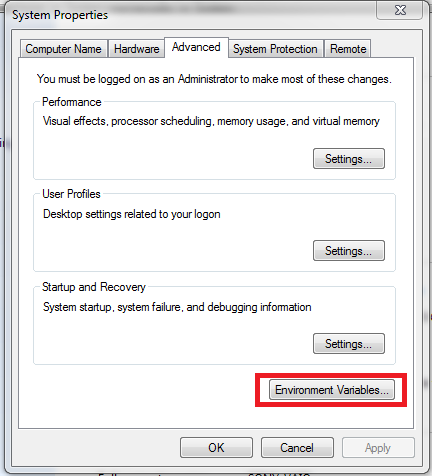 System Properties
Computer Name Hardware Advanced System Protection Remote
You must be logged on as an Administrator to make most of these changes.
Performance
Visual effects, processor scheduling, memory usage, and virtual memory
Settings...
User Profiles
Desktop settings related to your logon
Settings...
Startup and Recovery
System startup, system failure, and debugging information
Settings...
Environment Variables...
OK Cancel Apply